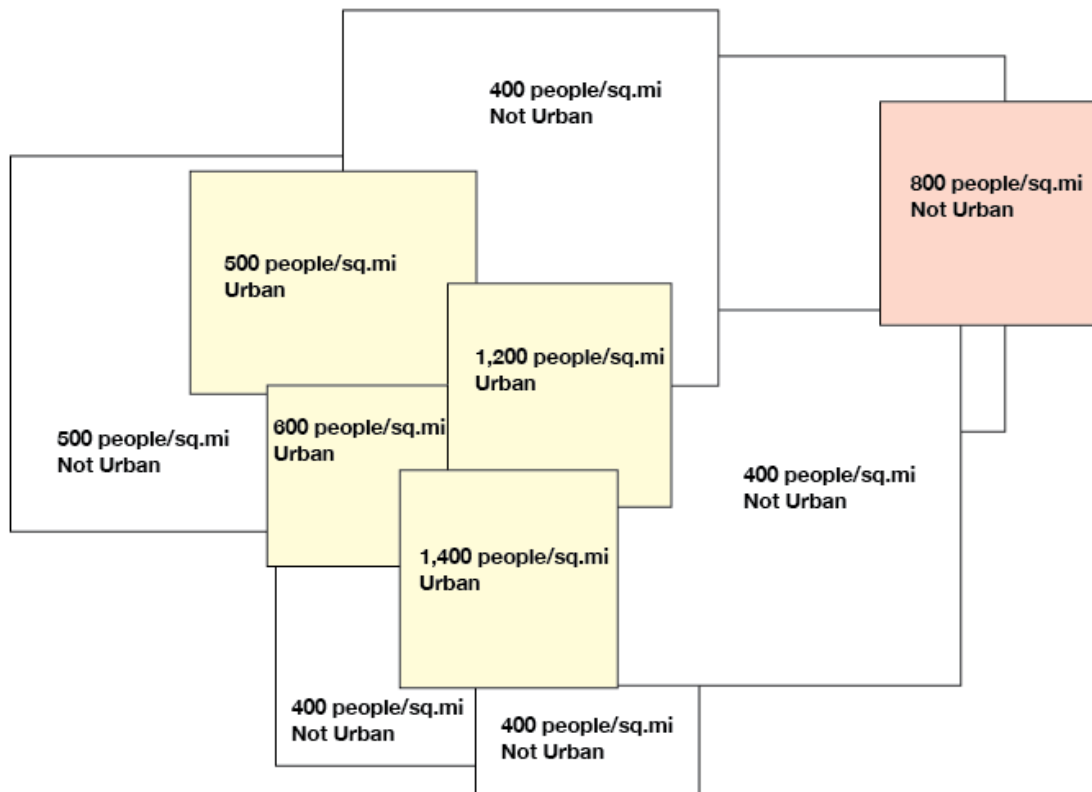 400 people/sq.mi
Not Urban
800 people/sq.mi
Not Urban
500 people/sq.mi
Urban
1,200 people/sq.mi
Urban
600 people/sq.mi
Urban
500 people/sq.mi
Not Urban
400 people/sq.mi
Not Urban
1,400 people/sq.mi
Urban
400 people/sq.mi
Not Urban
400 people/sq.mi
Not Urban